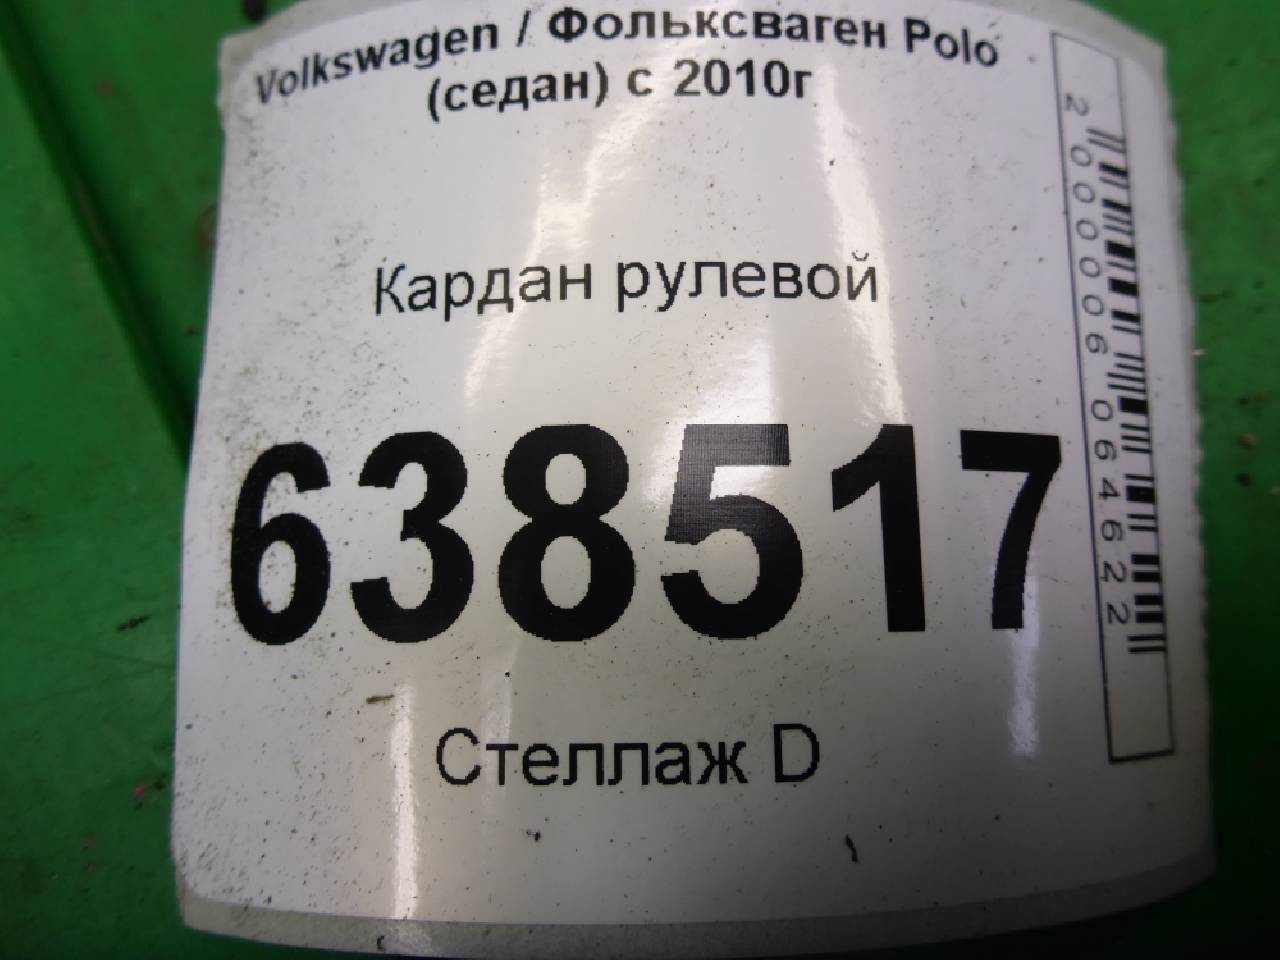 Volkswagen / Фольксваген Polo
(седан) с 2010г
Кардан рулевой
638517
Стеллаж D
2000006064622